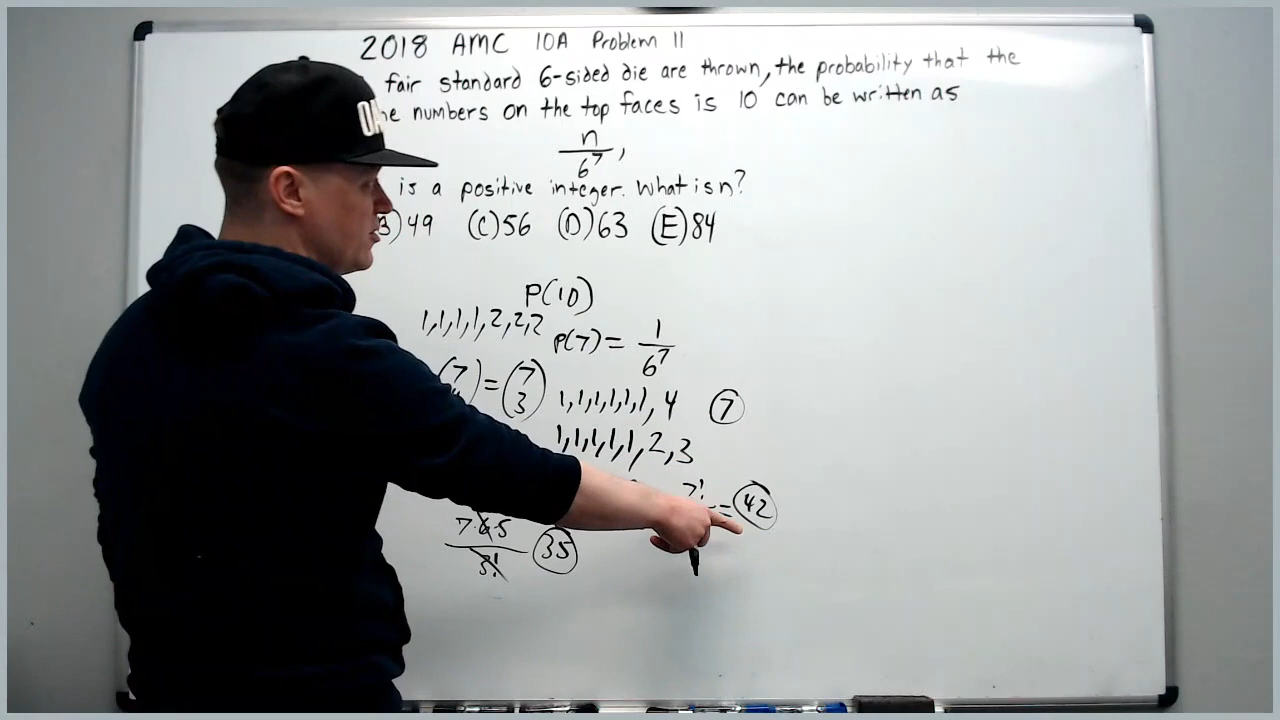 2018 AMC 10A Problem 11
fair standard 6-sided die are thrown, the probability that the
numbers on the top faces is 10 can be written as
n/6^7,
is a positive integer. What is n?
)49 (C)56 (D)63 (E)84
P(10)
1,1,1,1,2,2,2
P(7) = 1/6^7
= (7 3)
1,1,1,1,1,1,4 (7)
1,1,1,1,1,2,3
7! = (42)
7·6·5/3! (35)